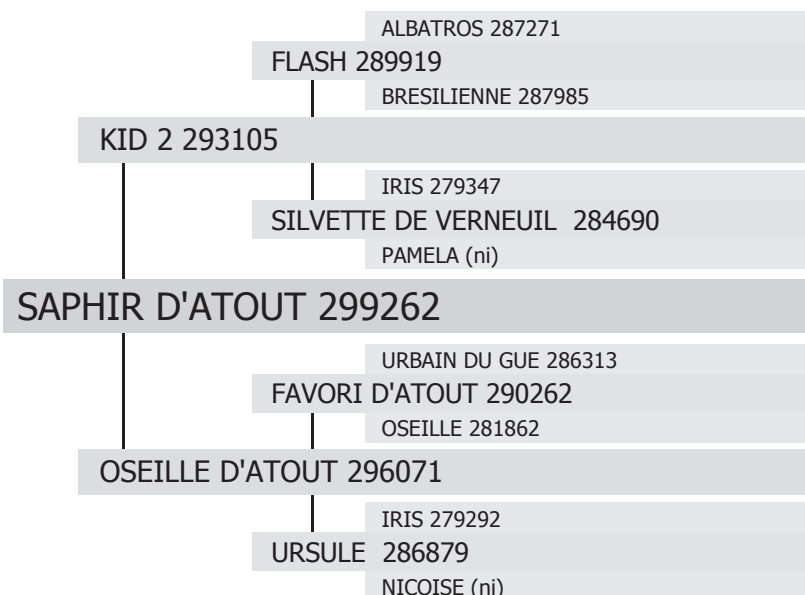 ALBATROS 287271
FLASH 289919
BRESILIENNE 287985
KID 2 293105
IRIS 279347
SILVETTE DE VERNEUIL 284690
PAMELA (ni)
SAPHIR D'ATOUT 299262
URBAIN DU GUE 286313
FAVORI D'ATOUT 290262
OSEILLE 281862
OSEILLE D'ATOUT 296071
IRIS 279292
URSULE 286879
NICOISE (ni)